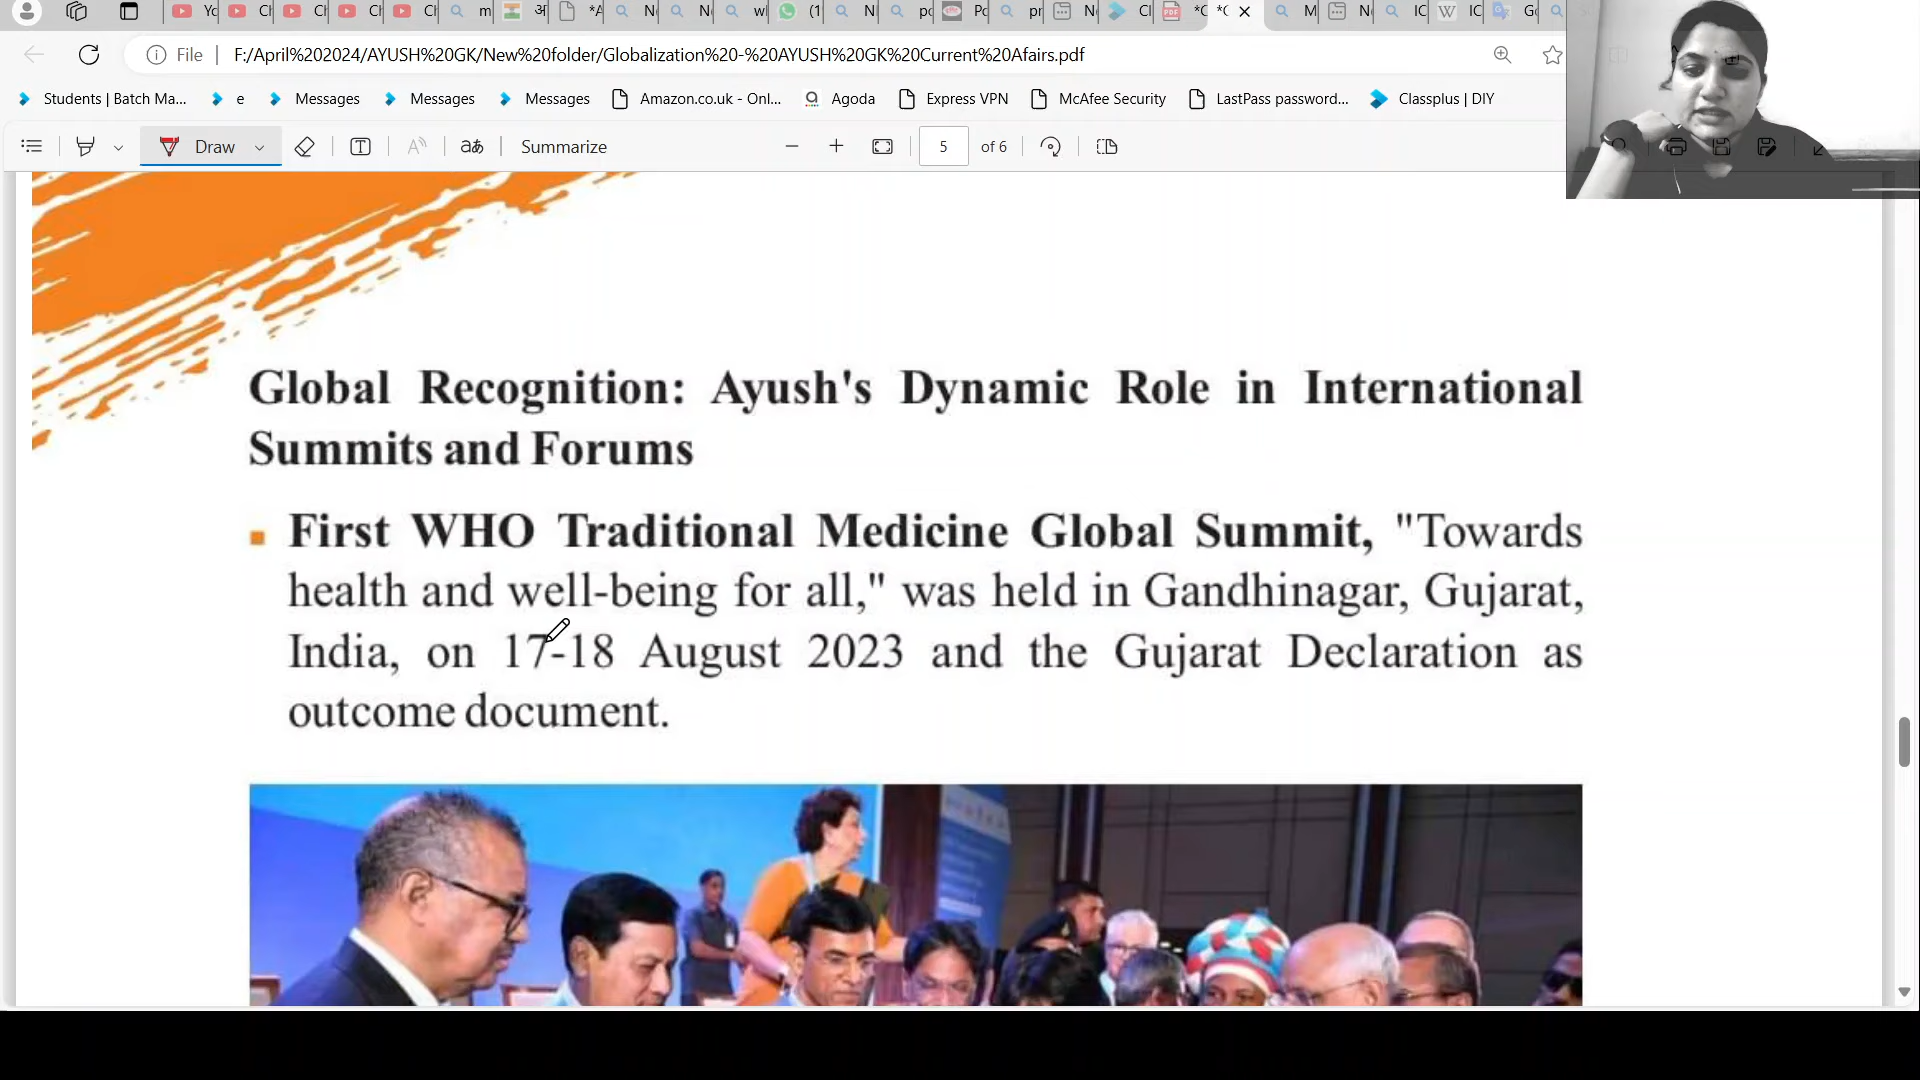 File
F:/April%202024/AYUSH%20GK/New%20folder/Globalization%20-%20AYUSH%20GK%20Current%20Afairs.pdf
Students | Batch Ma... e Messages Messages Messages Amazon.co.uk - Onl... Agoda Express VPN McAfee Security LastPass password... Classplus | DIY
Draw Summarize 5 of 6
Global Recognition: Ayush's Dynamic Role in International
Summits and Forums
First WHO Traditional Medicine Global Summit, "Towards
health and well-being for all," was held in Gandhinagar, Gujarat,
India, on 17-18 August 2023 and the Gujarat Declaration as
outcome document.